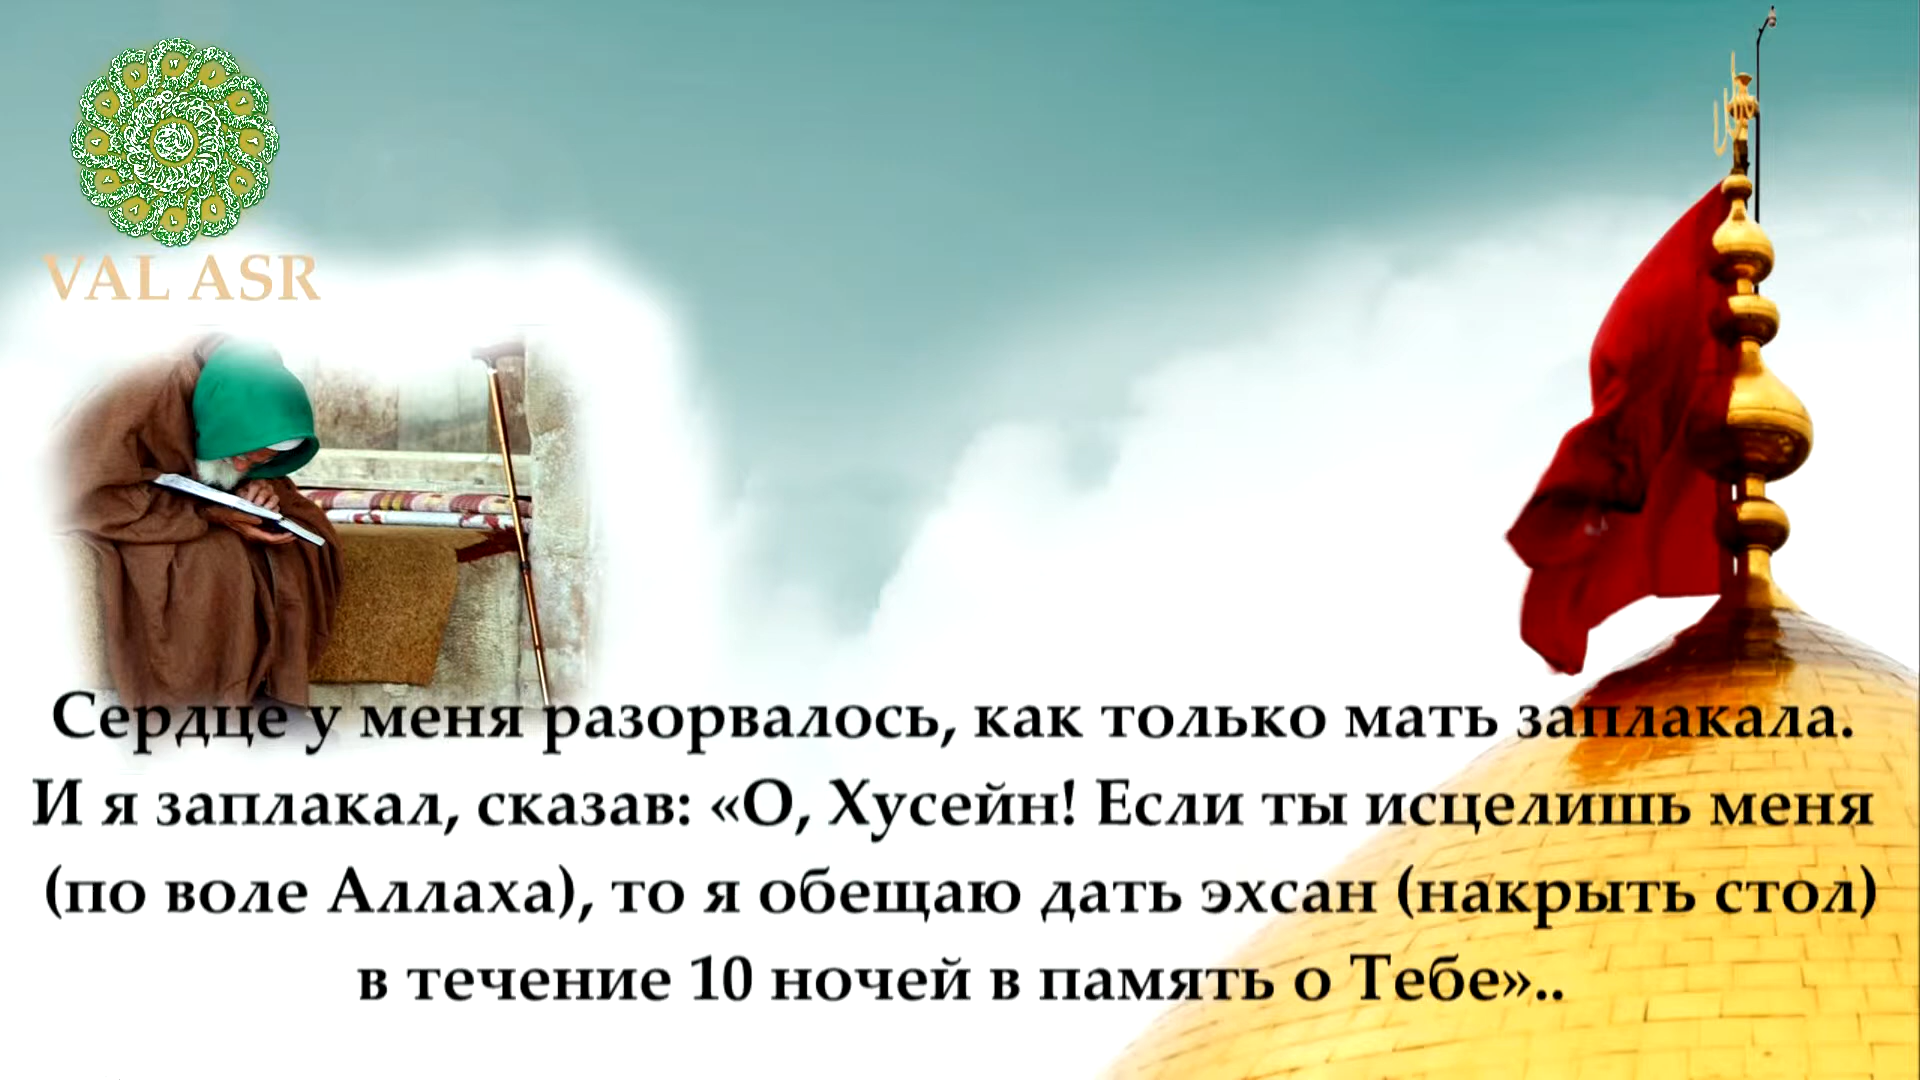 VAL ASR
Сердце у меня разорвалось, как только мать заплакала.
И я заплакал, сказав: «О, Хусейн! Если ты исцелишь меня
(по воле Аллаха), то я обещаю дать эхсан (накрыть стол)
в течение 10 ночей в память о Тебе»..